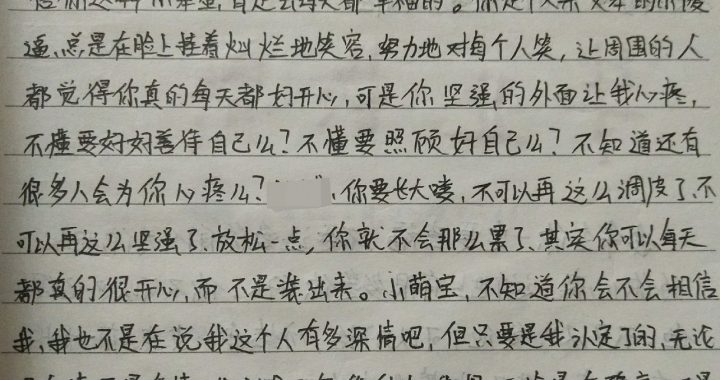 遥、总是在脸上挂着灿烂地笑容，努力地对每个人笑，让周围的人
都觉得你真的每天都好开心，可是你坚强的外面让我心疼，
不懂要好好善待自己么？不懂要照顾好自己么？不知道还有
很多人会为你心疼么？、你要长大喽，不可以再这么调皮了、不
可以再这么坚强了、放松一点，你就不会那么累了、其实你可以每天
都真的很开心，而不是装出来。小萌宝，不知道你会不会相信
我、我也不是在说我这个人有多深情吧，但只要是我认定了的，无论